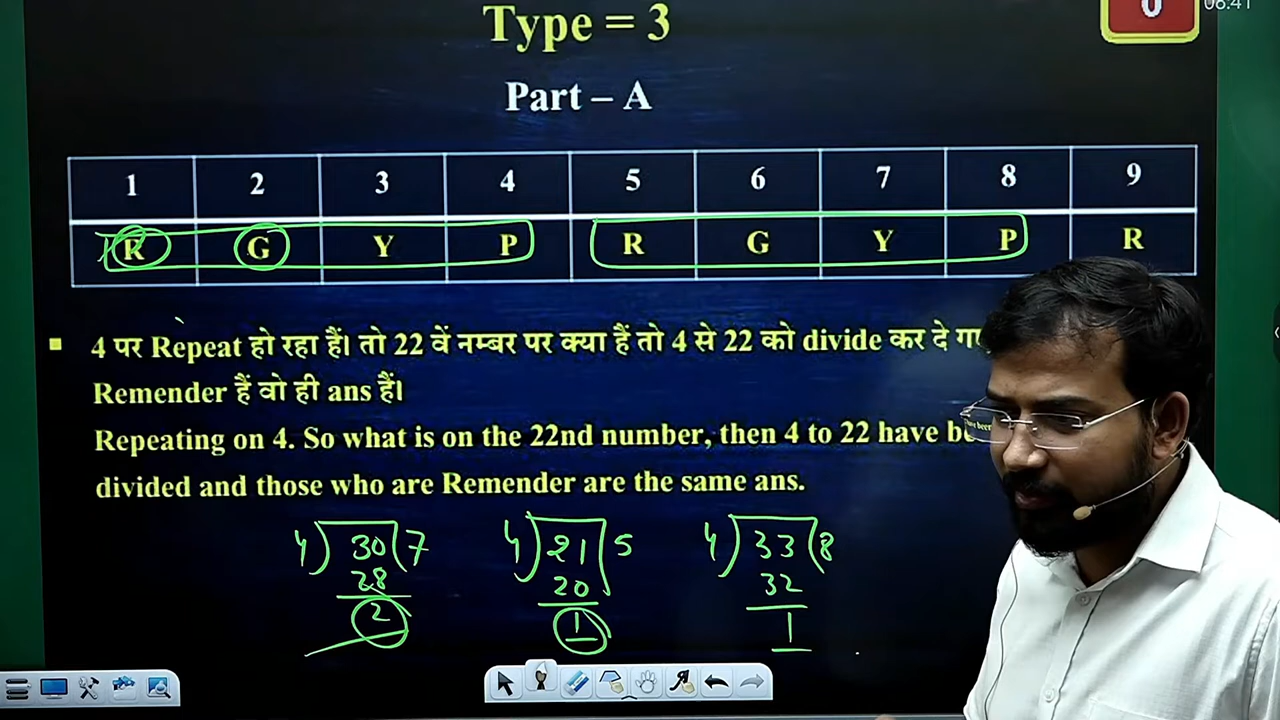 Type = 3
06:41
Part – A
1 2 3 4 5 6 7 8 9
R G Y P R G Y P R
▪ 4 पर Repeat हो रहा हैं। तो 22 वें नम्बर पर क्या हैं तो 4 से 22 को divide कर दे
Remender हैं वो ही ans हैं।
Repeating on 4. So what is on the 22nd number, then 4 to 22 have
divided and those who are Remender are the same ans.
4) 30 (7 4) 21 (5 4) 33 (8
28 20 32
2 1 1